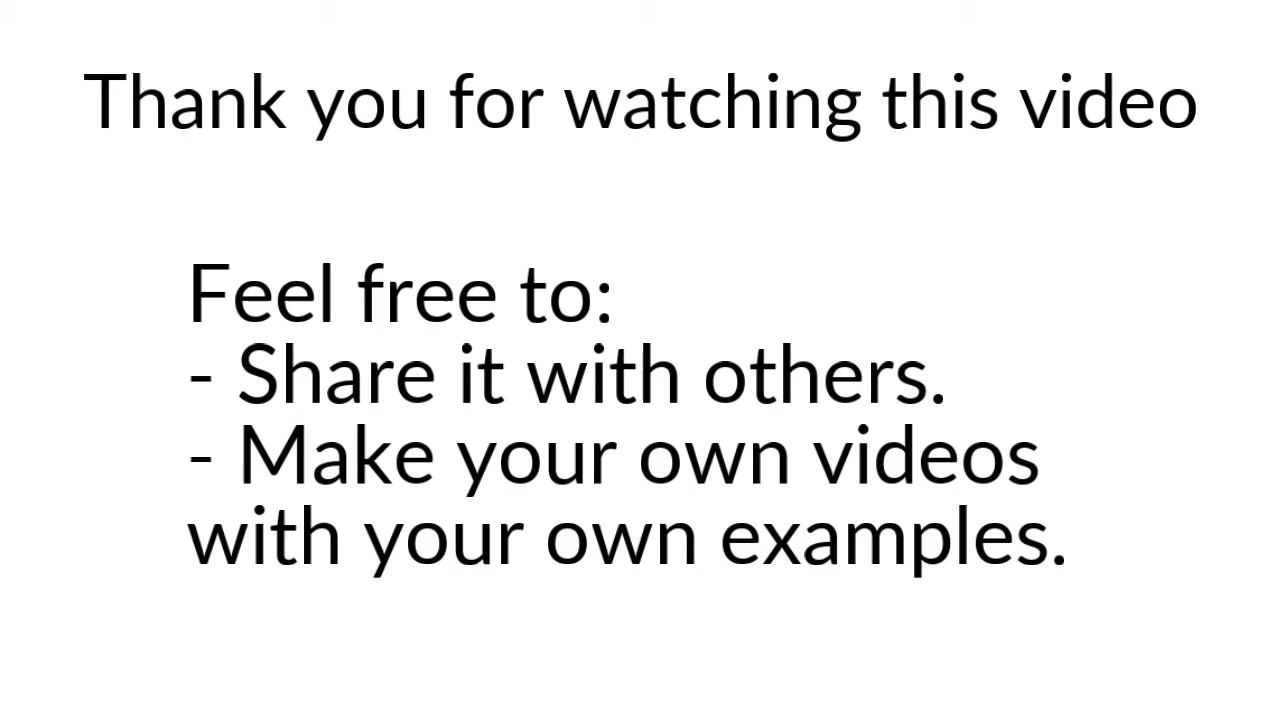 Thank you for watching this video
Feel free to:
- Share it with others.
- Make your own videos
with your own examples.